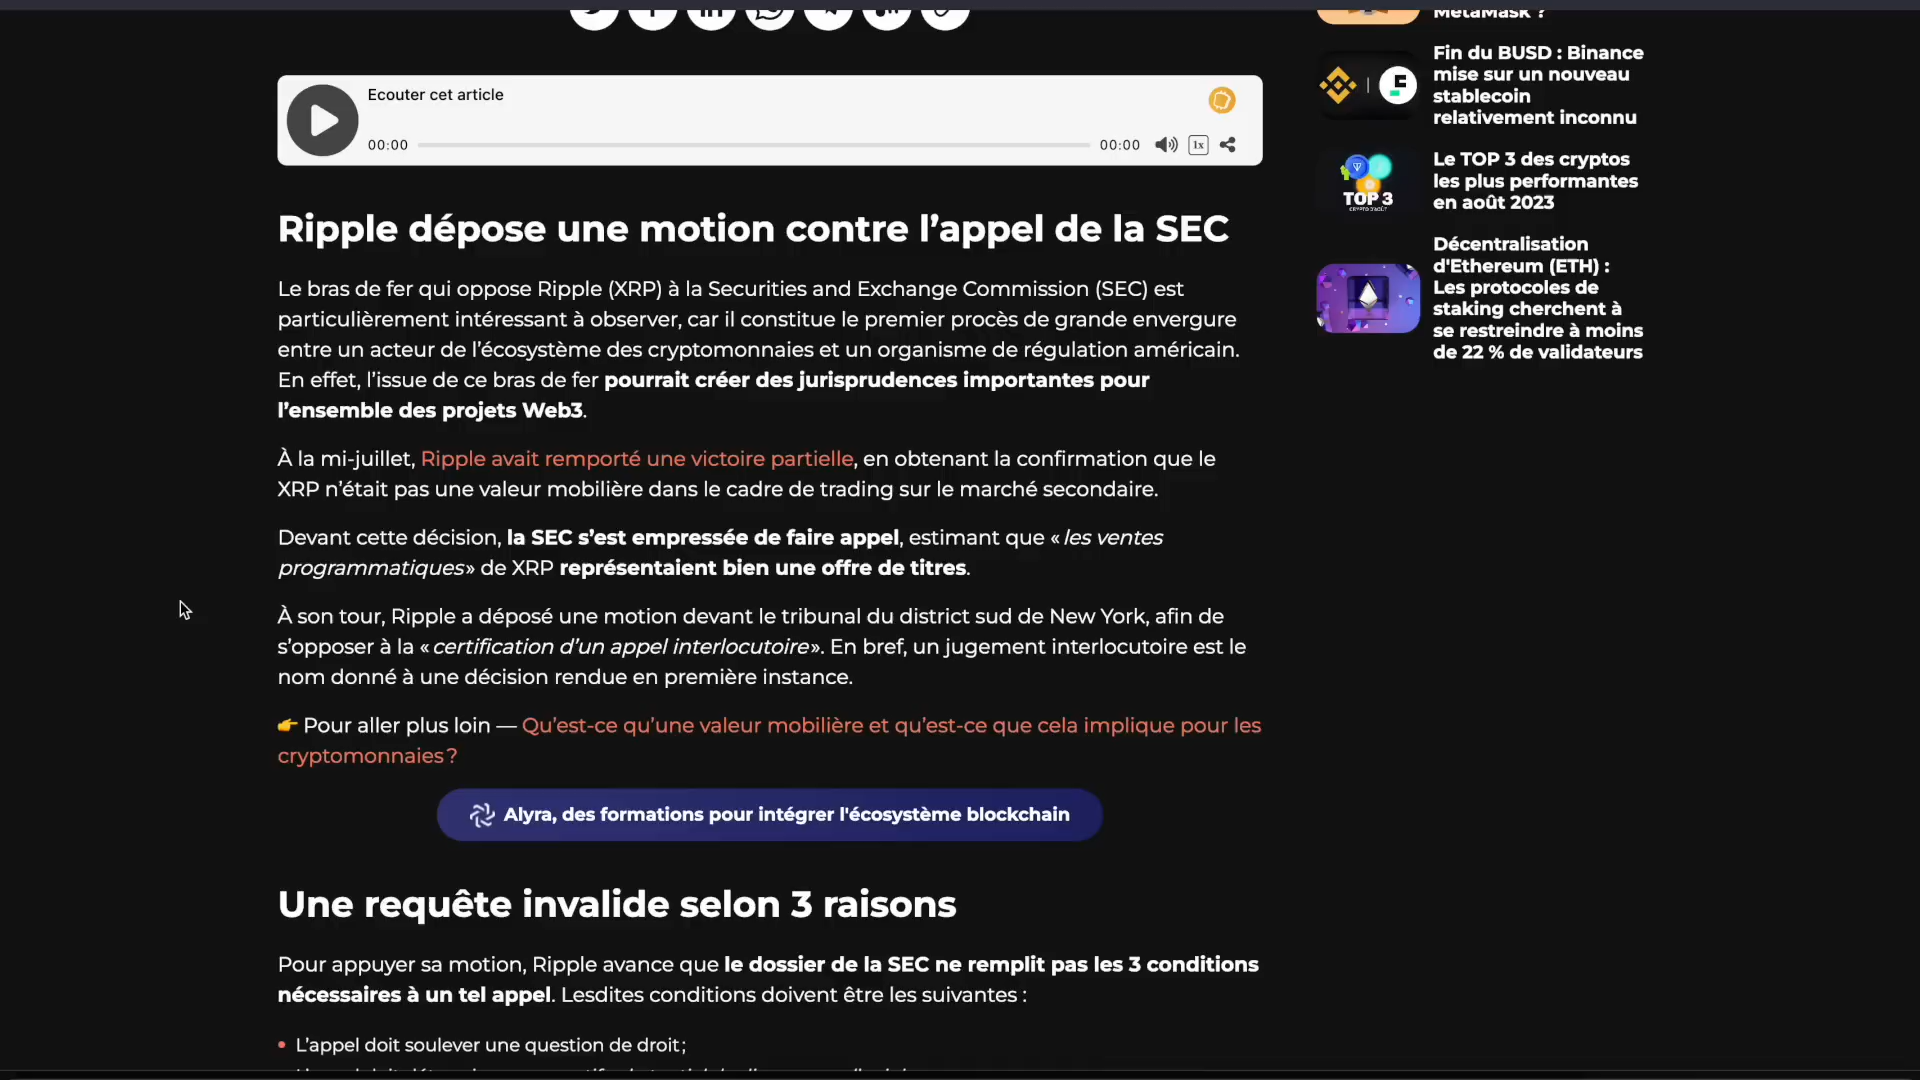 MetaMask ?
Ecouter cet article
00:00
00:00
1x
Ripple dépose une motion contre l’appel de la SEC
Le bras de fer qui oppose Ripple (XRP) à la Securities and Exchange Commission (SEC) est
particulièrement intéressant à observer, car il constitue le premier procès de grande envergure
entre un acteur de l’écosystème des cryptomonnaies et un organisme de régulation américain.
En effet, l’issue de ce bras de fer pourrait créer des jurisprudences importantes pour
l’ensemble des projets Web3.
À la mi-juillet, Ripple avait remporté une victoire partielle, en obtenant la confirmation que le
XRP n’était pas une valeur mobilière dans le cadre de trading sur le marché secondaire.
Devant cette décision, la SEC s’est empressée de faire appel, estimant que « les ventes
programmatiques » de XRP représentaient bien une offre de titres.
À son tour, Ripple a déposé une motion devant le tribunal du district sud de New York, afin de
s’opposer à la « certification d’un appel interlocutoire ». En bref, un jugement interlocutoire est le
nom donné à une décision rendue en première instance.
👉 Pour aller plus loin — Qu’est-ce qu’une valeur mobilière et qu’est-ce que cela implique pour les
cryptomonnaies ?
Alyra, des formations pour intégrer l'écosystème blockchain
Une requête invalide selon 3 raisons
Pour appuyer sa motion, Ripple avance que le dossier de la SEC ne remplit pas les 3 conditions
nécessaires à un tel appel. Lesdites conditions doivent être les suivantes :
• L’appel doit soulever une question de droit ;
Fin du BUSD : Binance
mise sur un nouveau
stablecoin
relativement inconnu
TOP 3
Le TOP 3 des cryptos
les plus performantes
en août 2023
Décentralisation
d'Ethereum (ETH) :
Les protocoles de
staking cherchent à
se restreindre à moins
de 22 % de validateurs